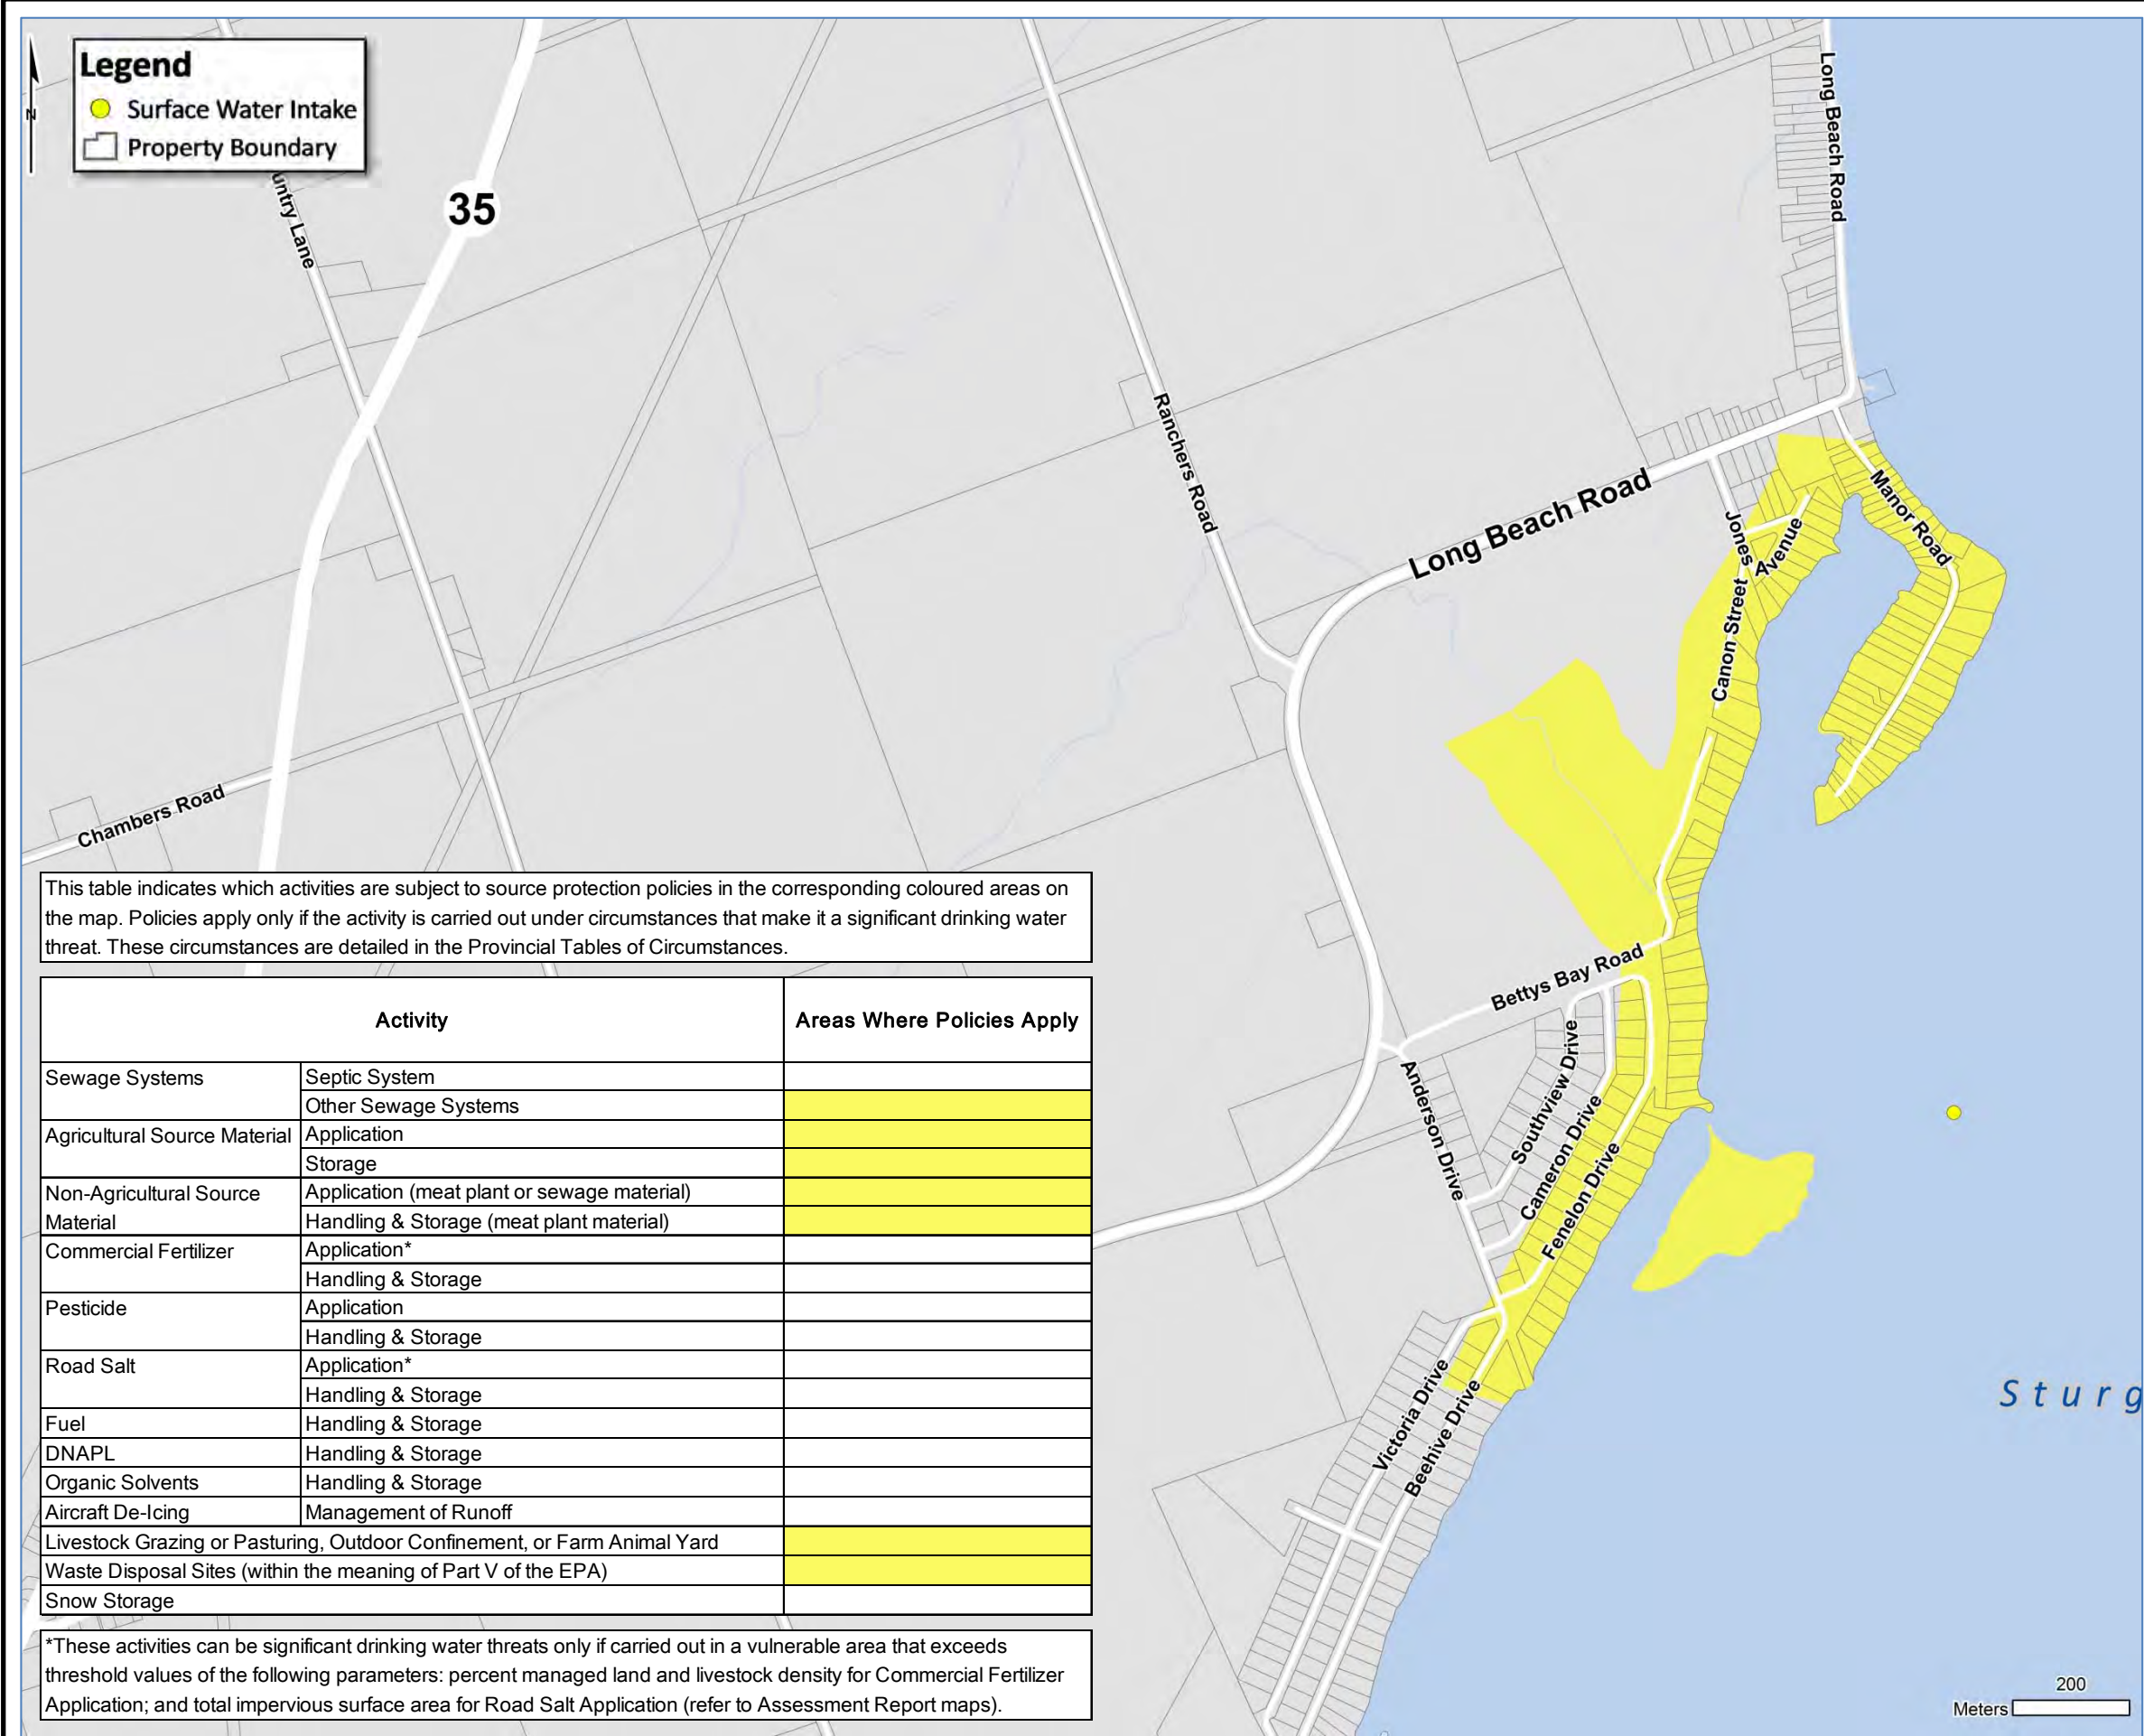 Legend
N
Surface Water Intake
Property Boundary
untry Lane
35
Long Beach Road
Ranchers Road
Long Beach Road
Manor Road
Jones Avenue
Canon Street
Chambers Road
Bettys Bay Road
Anderson Drive
Southview Drive
Cameron Drive
Fenelon Drive
Victoria Drive
Beehive Drive
Sturg
This table indicates which activities are subject to source protection policies in the corresponding coloured areas on
the map. Policies apply only if the activity is carried out under circumstances that make it a significant drinking water
threat. These circumstances are detailed in the Provincial Tables of Circumstances.
Activity Areas Where Policies Apply
Sewage Systems Septic System
Other Sewage Systems
Agricultural Source Material Application
Storage
Non-Agricultural Source Application (meat plant or sewage material)
Material Handling & Storage (meat plant material)
Commercial Fertilizer Application*
Handling & Storage
Pesticide Application
Handling & Storage
Road Salt Application*
Handling & Storage
Fuel Handling & Storage
DNAPL Handling & Storage
Organic Solvents Handling & Storage
Aircraft De-Icing Management of Runoff
Livestock Grazing or Pasturing, Outdoor Confinement, or Farm Animal Yard
Waste Disposal Sites (within the meaning of Part V of the EPA)
Snow Storage
*These activities can be significant drinking water threats only if carried out in a vulnerable area that exceeds
threshold values of the following parameters: percent managed land and livestock density for Commercial Fertilizer
Application; and total impervious surface area for Road Salt Application (refer to Assessment Report maps).
200
Meters